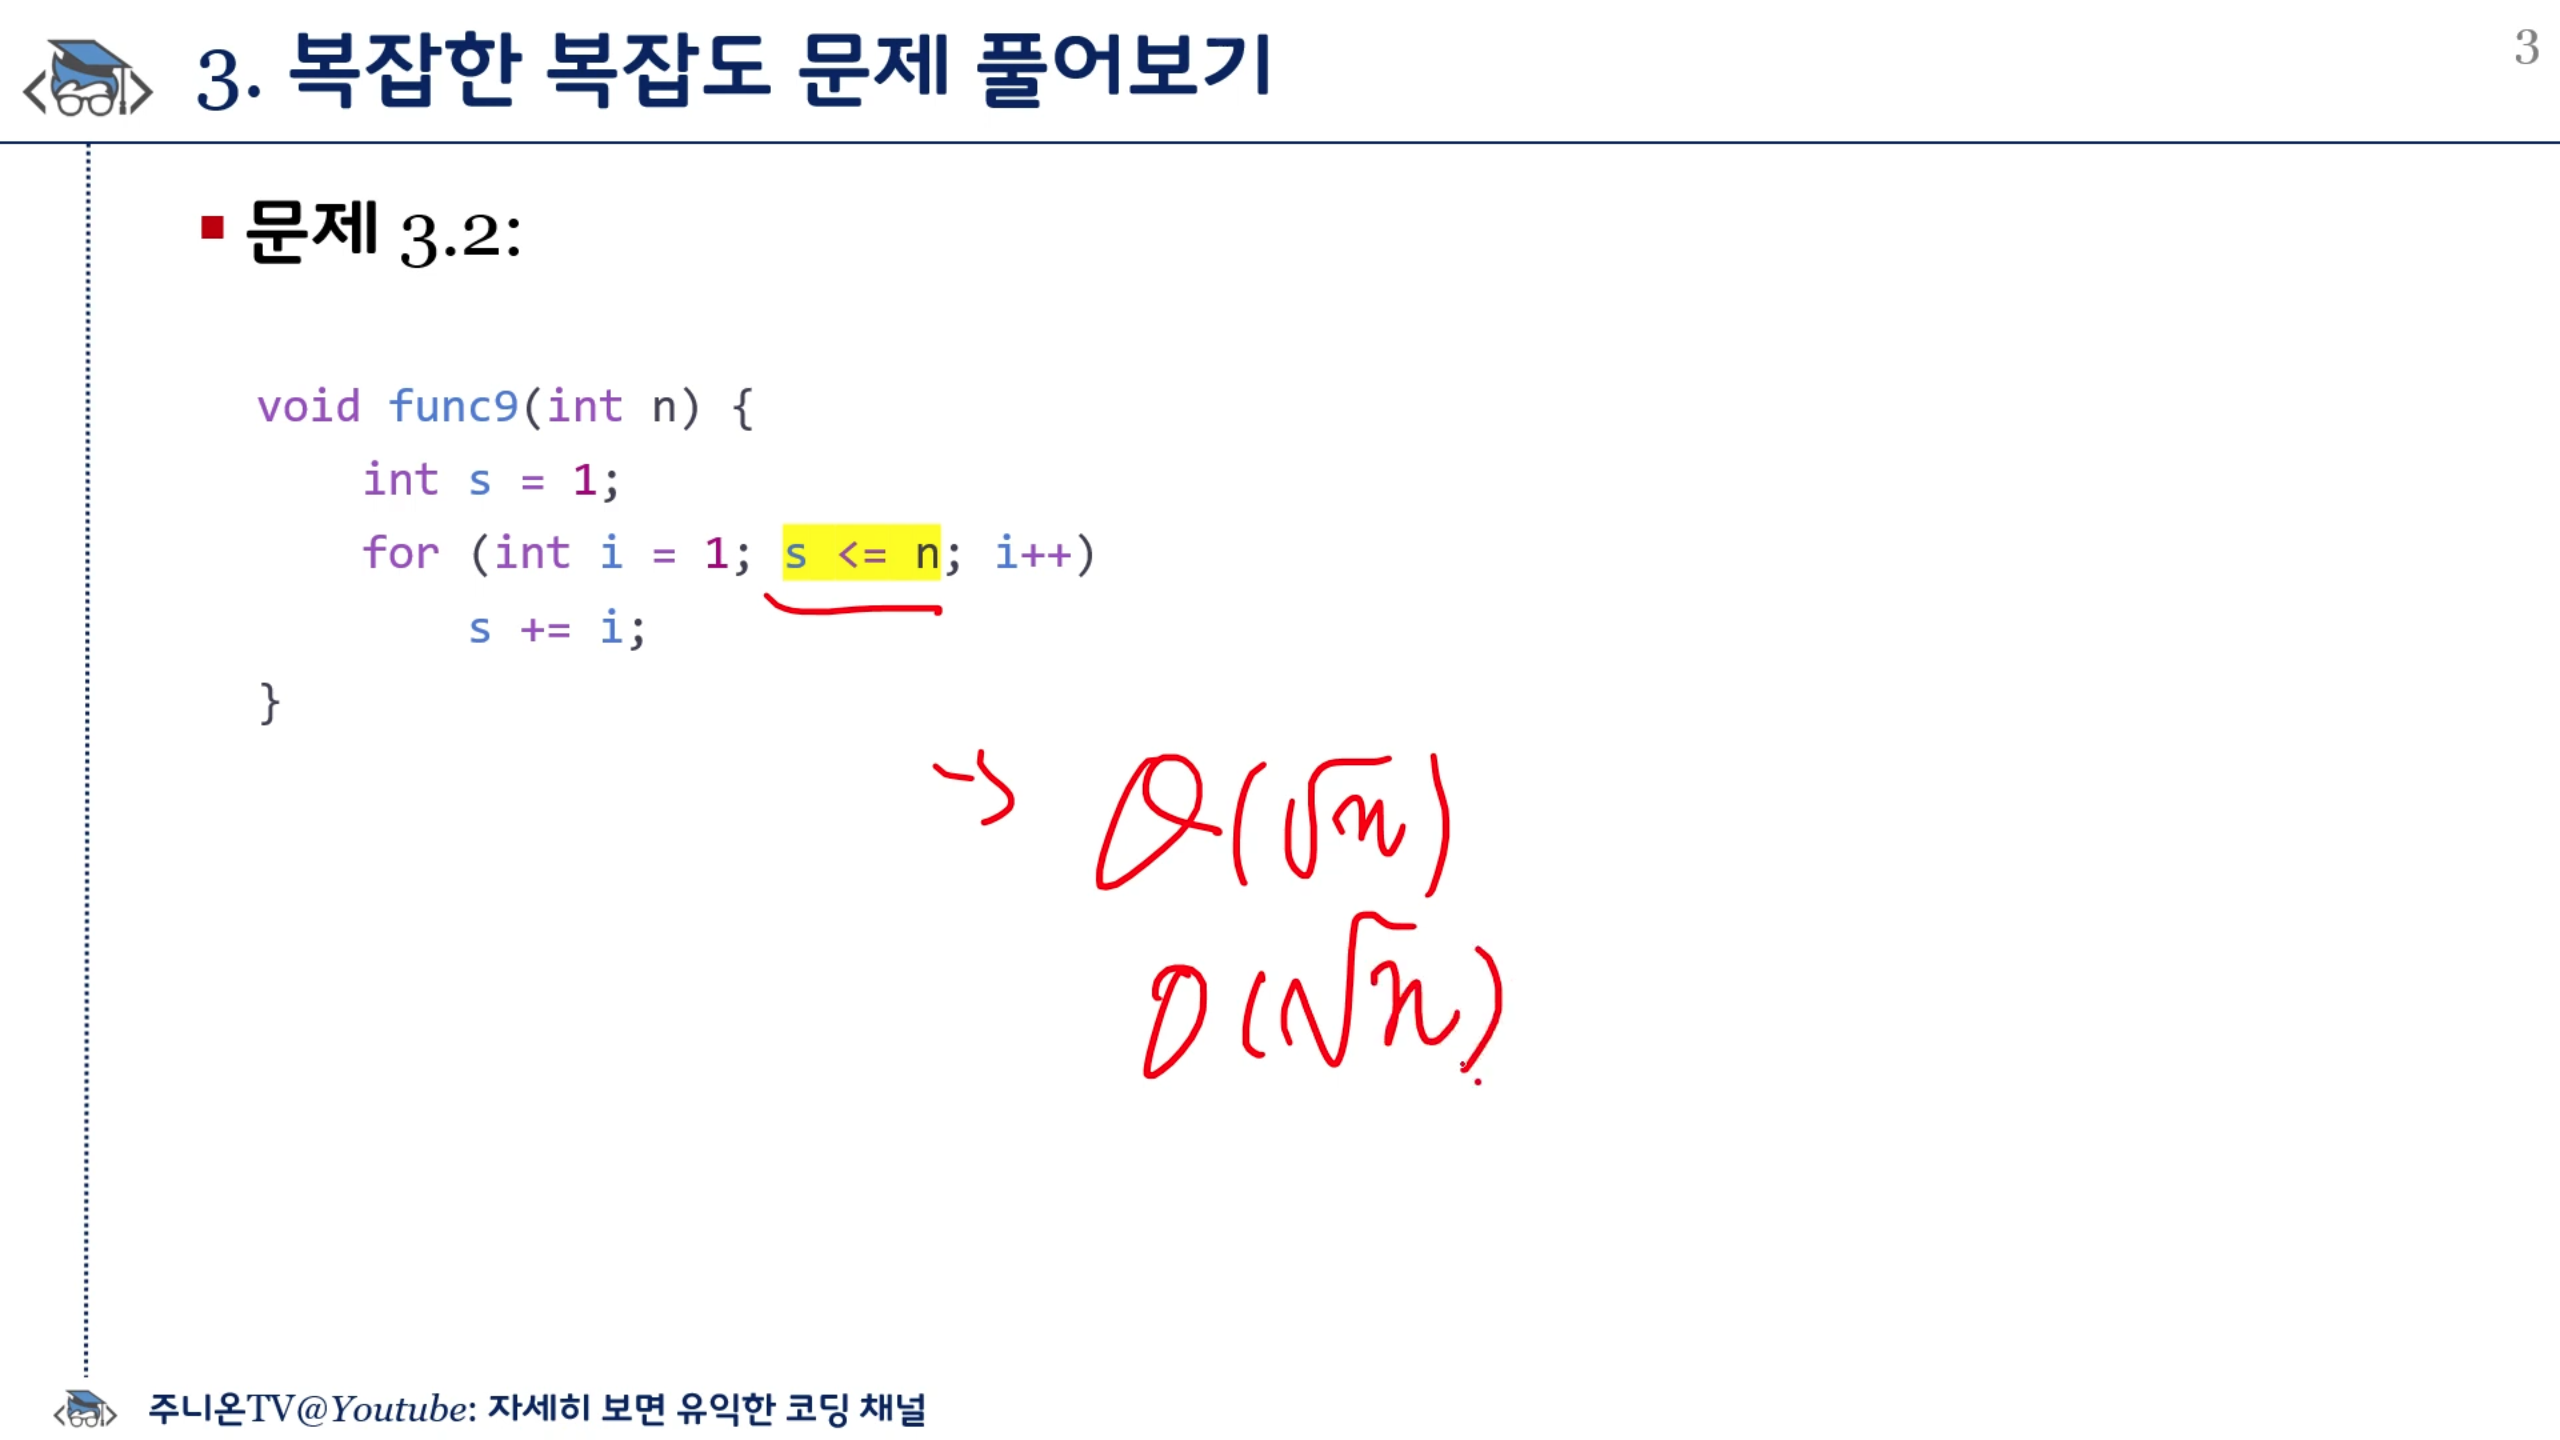 3. 복잡한 복잡도 문제 풀어보기
3
문제 3.2:
void func9(int n) {
int s = 1;
for (int i = 1; s <= n; i++)
s += i;
}
→ O(√n)
O(√n)
주니온TV@Youtube: 자세히 보면 유익한 코딩 채널